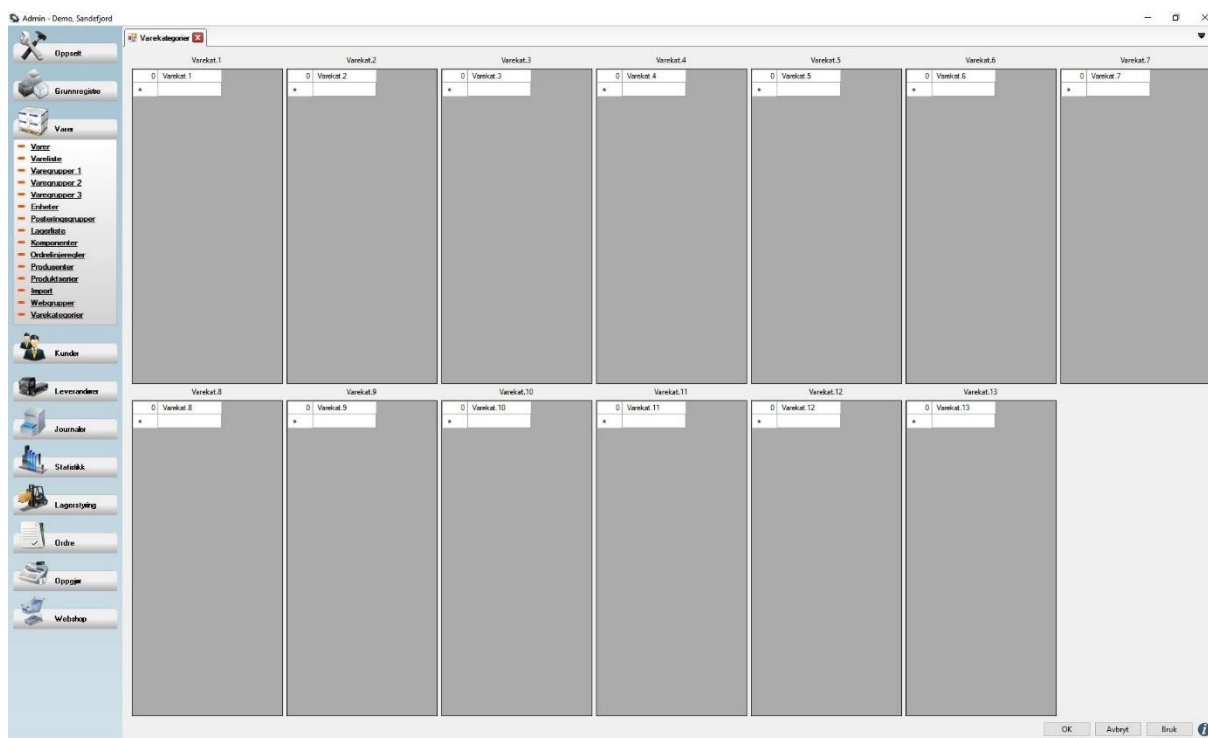 Admin - Demo, Sandefjord
Oppsett
Grunnregistre
Varer
Varer
Vareliste
Varegrupper 1
Varegrupper 2
Varegrupper 3
Enheter
Posteringsgrupper
Lagerliste
Komponenter
Ordrelinjeregler
Produsenter
Produktserier
Import
Webgrupper
Varekategorier
Kunder
Leverandører
Journaler
Statistikk
Lagerstyring
Ordre
Oppgjør
Webshop
Varekategorier
Varekat.1 Varekat.2 Varekat.3 Varekat.4 Varekat.5 Varekat.6 Varekat.7
0 Varekat.1 0 Varekat.2 0 Varekat.3 0 Varekat.4 0 Varekat.5 0 Varekat.6 0 Varekat.7
* * * * * * *
Varekat.8 Varekat.9 Varekat.10 Varekat.11 Varekat.12 Varekat.13
0 Varekat.8 0 Varekat.9 0 Varekat.10 0 Varekat.11 0 Varekat.12 0 Varekat.13
* * * * * *
OK Avbryt Bruk